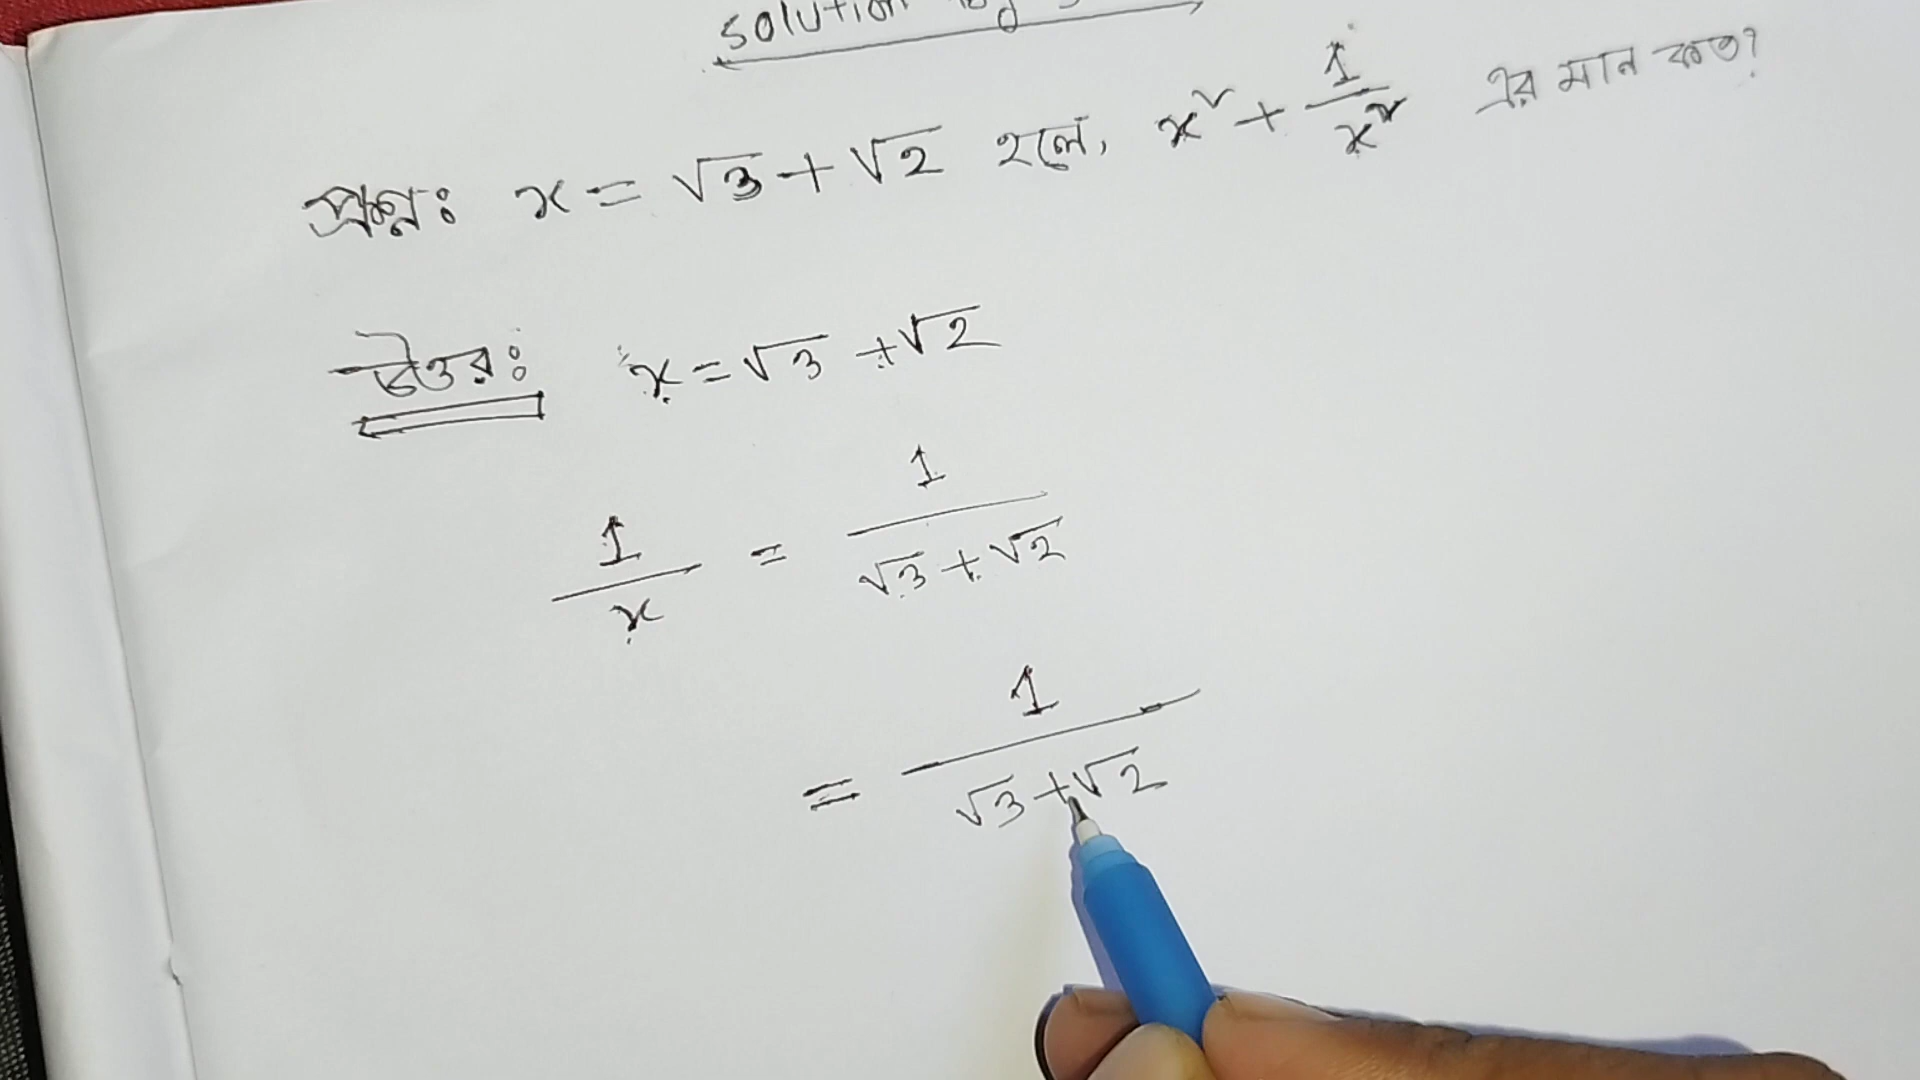 solution
প্রশ্ন: x = √3 + √2 হলে, x² + 1/x² এর মান কত?
উত্তর: x = √3 + √2
1/x = 1/(√3 + √2)
= 1/(√3 + √2)